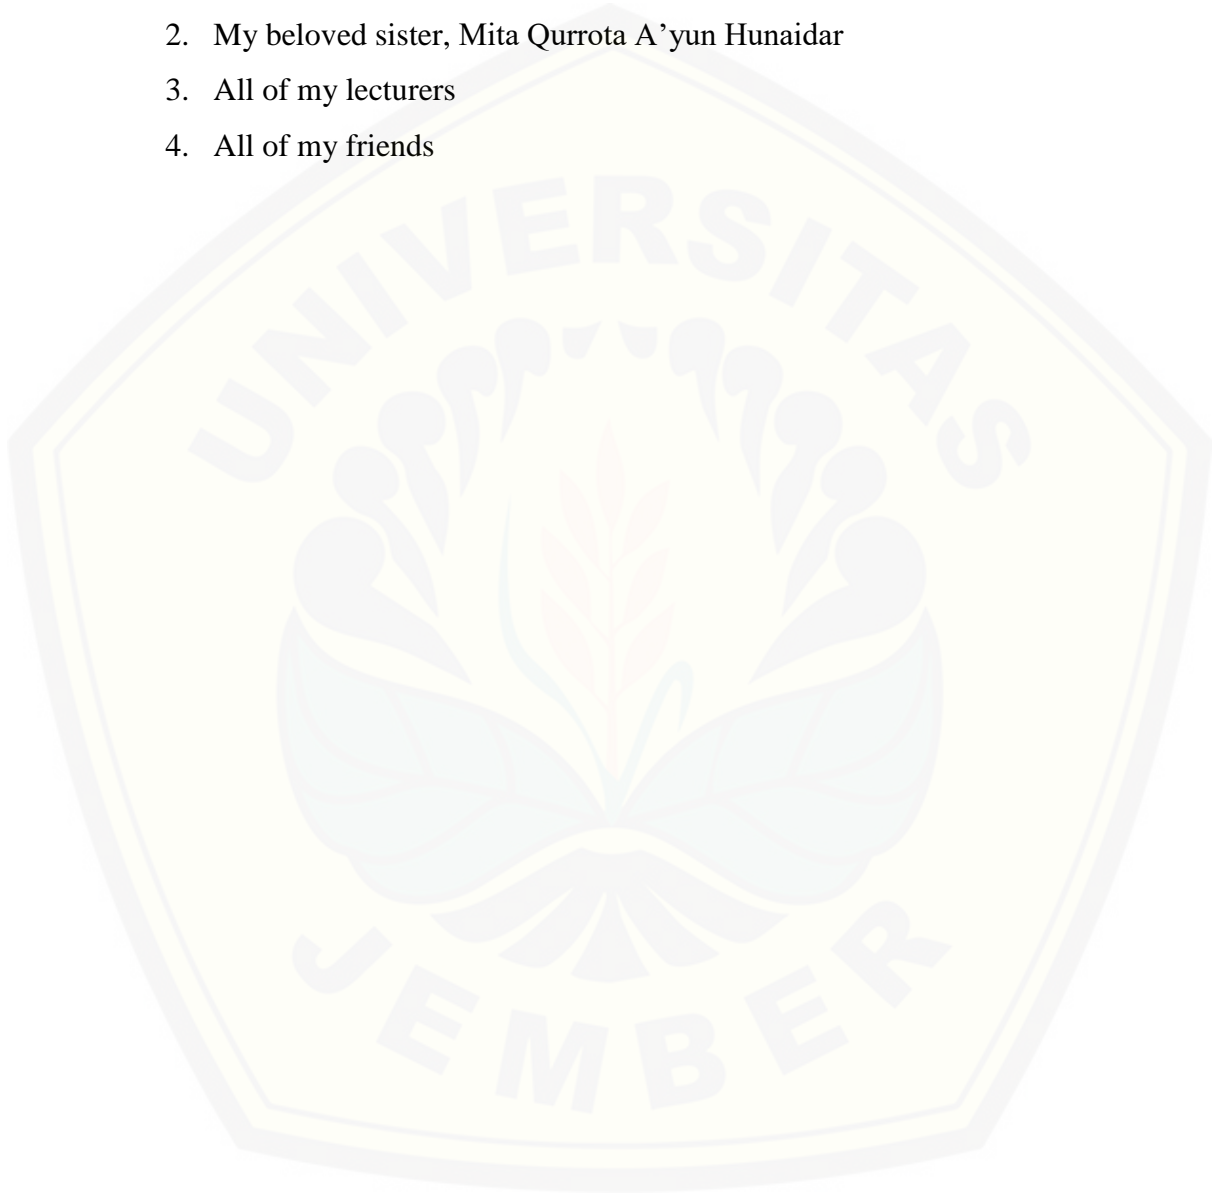 2. My beloved sister, Mita Qurrota A’yun Hunaidar
3. All of my lecturers
4. All of my friends
UNIVERSITAS
JEMBER